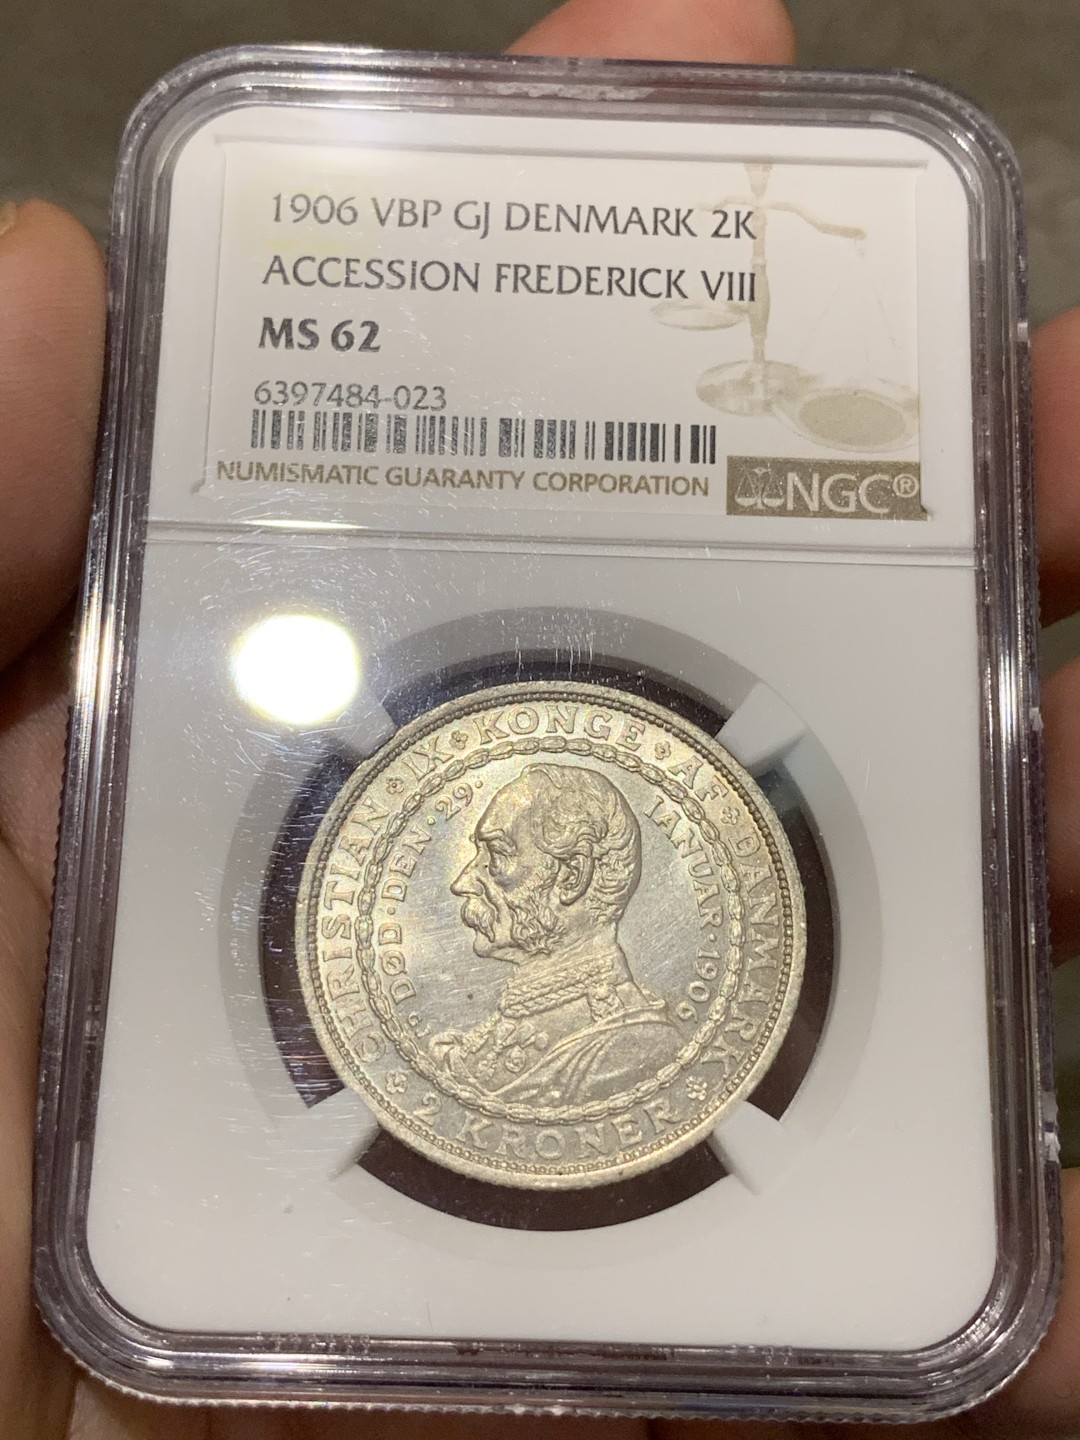 1906 VBP GJ DENMARK 2K
ACCESSION FREDERICK VIII
MS 62
6397484-023
NUMISMATIC GUARANTY CORPORATION
NGC®
CHRISTIAN IX KONGE AF DANMARK
DØD·DEN·29· IANUAR·1906
G·J
2 KRONER